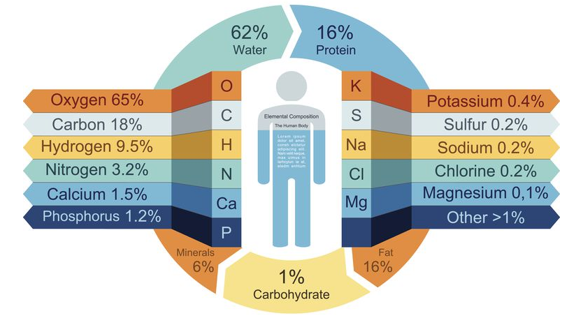 62%
Water
16%
Protein
Oxygen 65%
Carbon 18%
Hydrogen 9.5%
Nitrogen 3.2%
Calcium 1.5%
Phosphorus 1.2%
O
C
H
N
Ca
P
Elemental Composition
The Human Body
K
S
Na
Cl
Mg
Potassium 0.4%
Sulfur 0.2%
Sodium 0.2%
Chlorine 0.2%
Magnesium 0,1%
Other >1%
Minerals
6%
1%
Carbohydrate
Fat
16%